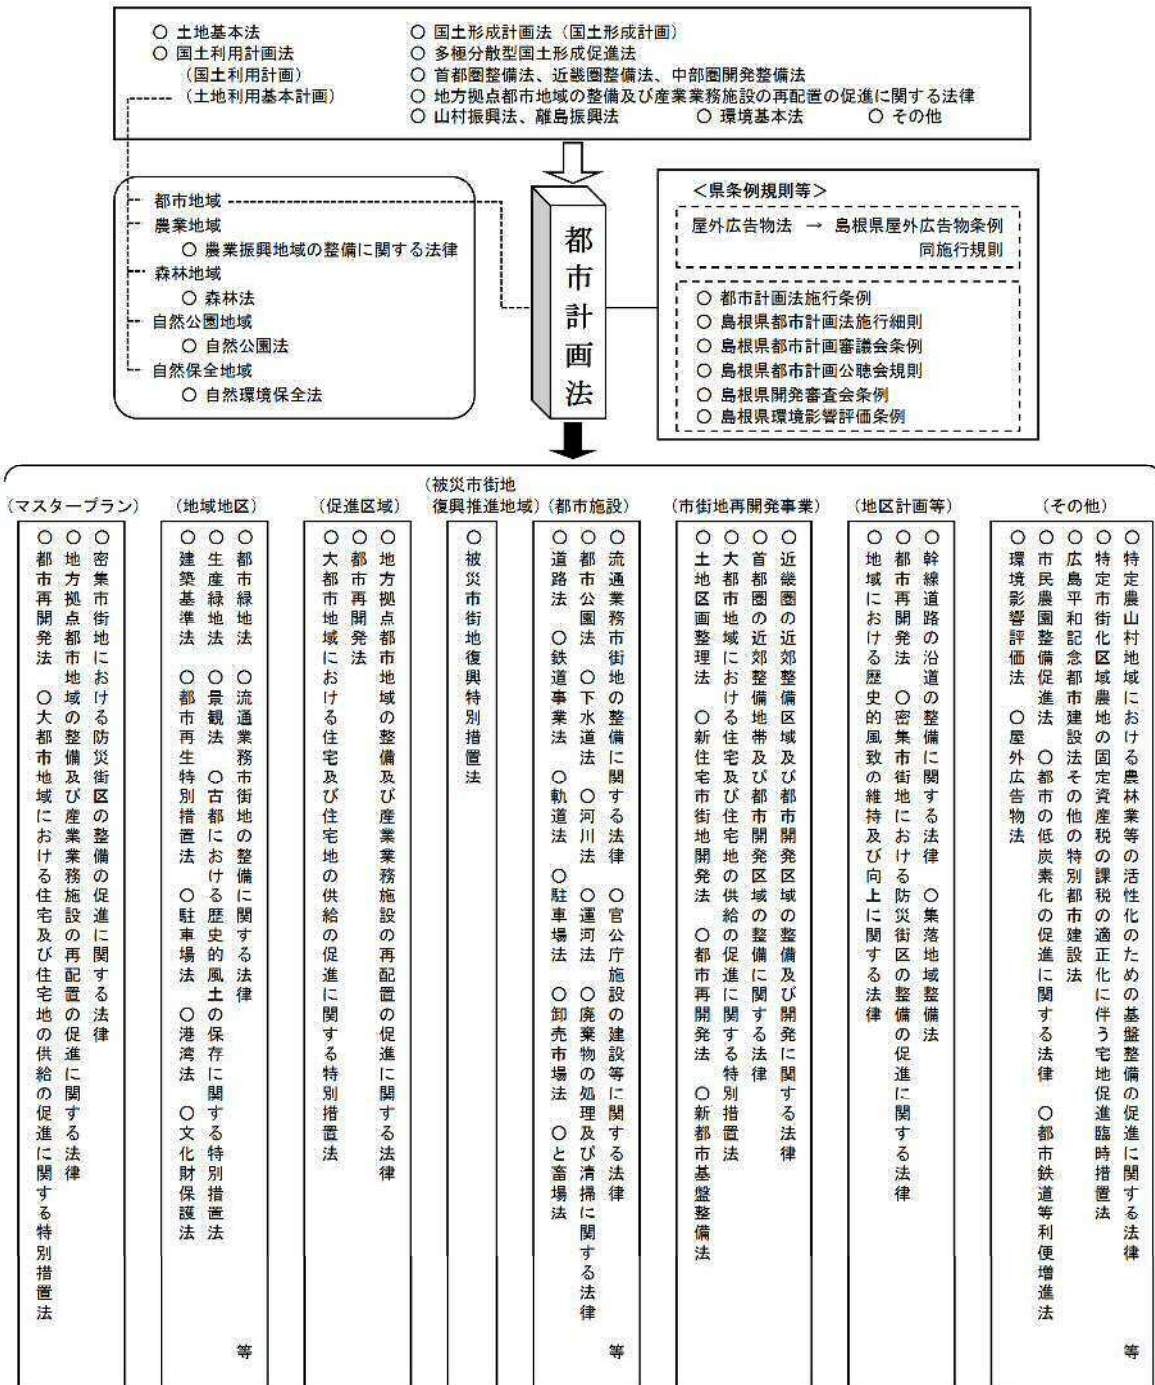 ○ 土地基本法
○ 国土利用計画法
（国土利用計画）
（土地利用基本計画）
○ 国土形成計画法（国土形成計画）
○ 多極分散型国土形成促進法
○ 首都圏整備法、近畿圏整備法、中部圏開発整備法
○ 地方拠点都市地域の整備及び産業業務施設の再配置の促進に関する法律
○ 山村振興法、離島振興法 ○ 環境基本法 ○ その他
都市地域
農業地域
○ 農業振興地域の整備に関する法律
森林地域
○ 森林法
自然公園地域
○ 自然公園法
自然保全地域
○ 自然環境保全法
都市計画法
＜県条例規則等＞
屋外広告物法 → 島根県屋外広告物条例
同施行規則
○ 都市計画法施行条例
○ 島根県都市計画法施行細則
○ 島根県都市計画審議会条例
○ 島根県都市計画公聴会規則
○ 島根県開発審査会条例
○ 島根県環境影響評価条例
（マスタープラン）
○密集市街地における防災街区の整備の促進に関する法律
○地方拠点都市地域の整備及び産業業務施設の再配置の促進に関する法律
○都市再開発法 ○大都市地域における住宅及び住宅地の供給の促進に関する特別措置法
（地域地区）
○都市緑地法 ○流通業務市街地の整備に関する法律 等
○生産緑地法 ○景観法 ○古都における歴史的風土の保存に関する特別措置法
○建築基準法 ○都市再生特別措置法 ○駐車場法 ○港湾法 ○文化財保護法
（促進区域）
○地方拠点都市地域の整備及び産業業務施設の再配置の促進に関する法律
○都市再開発法
○大都市地域における住宅及び住宅地の供給の促進に関する特別措置法
（被災市街地
復興推進地域）
○被災市街地復興特別措置法
（都市施設）
○流通業務市街地の整備に関する法律 ○官公庁施設の建設等に関する法律 等
○都市公園法 ○下水道法 ○河川法 ○運河法 ○廃棄物の処理及び清掃に関する法律
○道路法 ○鉄道事業法 ○軌道法 ○駐車場法 ○卸売市場法 ○と畜場法
（市街地再開発事業）
○近畿圏の近郊整備区域及び都市開発区域の整備及び開発に関する法律
○首都圏の近郊整備地帯及び都市開発区域の整備に関する法律
○大都市地域における住宅及び住宅地の供給の促進に関する特別措置法
○土地区画整理法 ○新住宅市街地開発法 ○都市再開発法 ○新都市基盤整備法
（地区計画等）
○幹線道路の沿道の整備に関する法律 ○集落地域整備法
○都市再開発法 ○密集市街地における防災街区の整備の促進に関する法律
○地域における歴史的風致の維持及び向上に関する法律
（その他）
○特定農山村地域における農林業等の活性化のための基盤整備の促進に関する法律 等
○特定市街化区域農地の固定資産税の課税の適正化に伴う宅地促進臨時措置法
○広島平和記念都市建設法その他の特別都市建設法
○市民農園整備促進法 ○都市の低炭素化の促進に関する法律 ○都市鉄道等利便増進法
○環境影響評価法 ○屋外広告物法